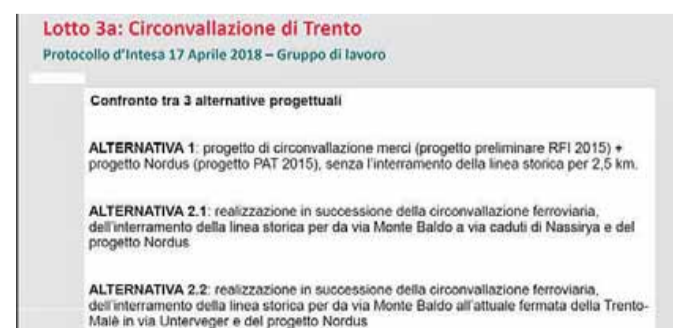 Lotto 3a: Circonvallazione di Trento
Protocollo d'Intesa 17 Aprile 2018 – Gruppo di lavoro
Confronto tra 3 alternative progettuali
ALTERNATIVA 1: progetto di circonvallazione merci (progetto preliminare RFI 2015) +
progetto Nordus (progetto PAT 2015), senza l'interramento della linea storica per 2,5 km.
ALTERNATIVA 2.1: realizzazione in successione della circonvallazione ferroviaria,
dell'interramento della linea storica per da via Monte Baldo a via caduti di Nassirya e del
progetto Nordus
ALTERNATIVA 2.2: realizzazione in successione della circonvallazione ferroviaria,
dell'interramento della linea storica per da via Monte Baldo all'attuale fermata della Trento-
Malè in via Unterveger e del progetto Nordus